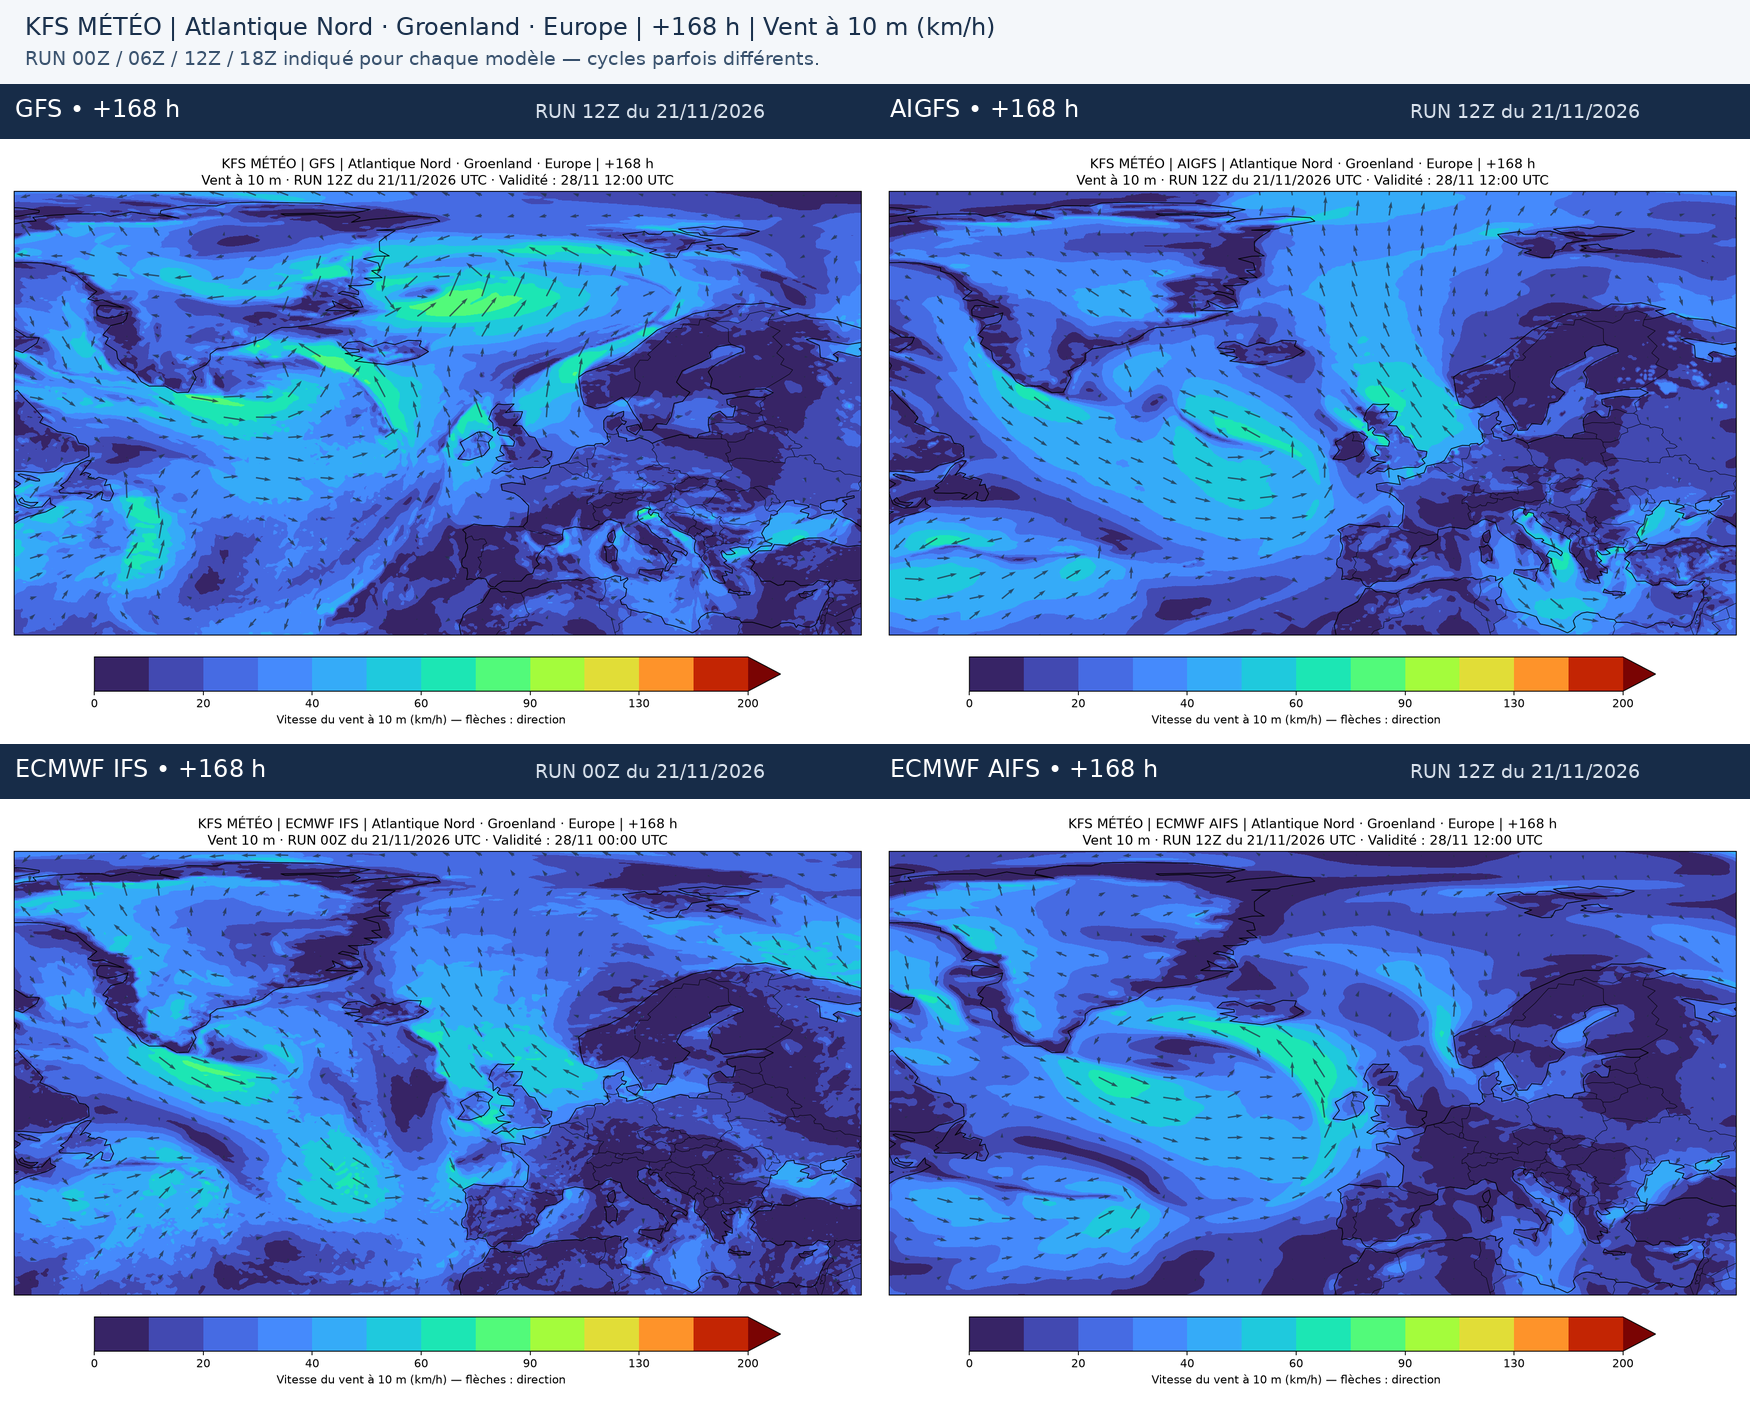 KFS MÉTÉO | Atlantique Nord · Groenland · Europe | +168 h | Vent à 10 m (km/h)
RUN 00Z / 06Z / 12Z / 18Z indiqué pour chaque modèle — cycles parfois différents.
GFS • +168 h
RUN 12Z du 21/11/2026
KFS MÉTÉO | GFS | Atlantique Nord · Groenland · Europe | +168 h
Vent à 10 m · RUN 12Z du 21/11/2026 UTC · Validité : 28/11 12:00 UTC
0 20 40 60 90 130 200
Vitesse du vent à 10 m (km/h) — flèches : direction
AIGFS • +168 h
RUN 12Z du 21/11/2026
KFS MÉTÉO | AIGFS | Atlantique Nord · Groenland · Europe | +168 h
Vent à 10 m · RUN 12Z du 21/11/2026 UTC · Validité : 28/11 12:00 UTC
0 20 40 60 90 130 200
Vitesse du vent à 10 m (km/h) — flèches : direction
ECMWF IFS • +168 h
RUN 00Z du 21/11/2026
KFS MÉTÉO | ECMWF IFS | Atlantique Nord · Groenland · Europe | +168 h
Vent 10 m · RUN 00Z du 21/11/2026 UTC · Validité : 28/11 00:00 UTC
0 20 40 60 90 130 200
Vitesse du vent à 10 m (km/h) — flèches : direction
ECMWF AIFS • +168 h
RUN 12Z du 21/11/2026
KFS MÉTÉO | ECMWF AIFS | Atlantique Nord · Groenland · Europe | +168 h
Vent 10 m · RUN 12Z du 21/11/2026 UTC · Validité : 28/11 12:00 UTC
0 20 40 60 90 130 200
Vitesse du vent à 10 m (km/h) — flèches : direction